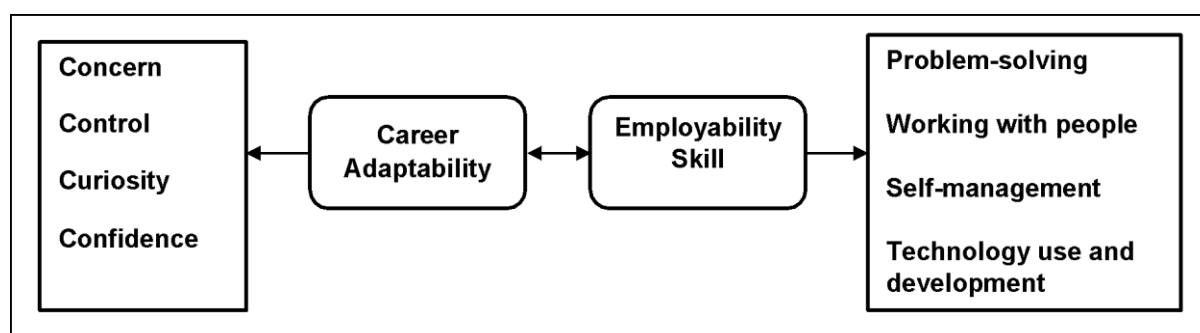 Concern
Control
Curiosity
Confidence
Career
Adaptability
Employability
Skill
Problem-solving
Working with people
Self-management
Technology use and
development